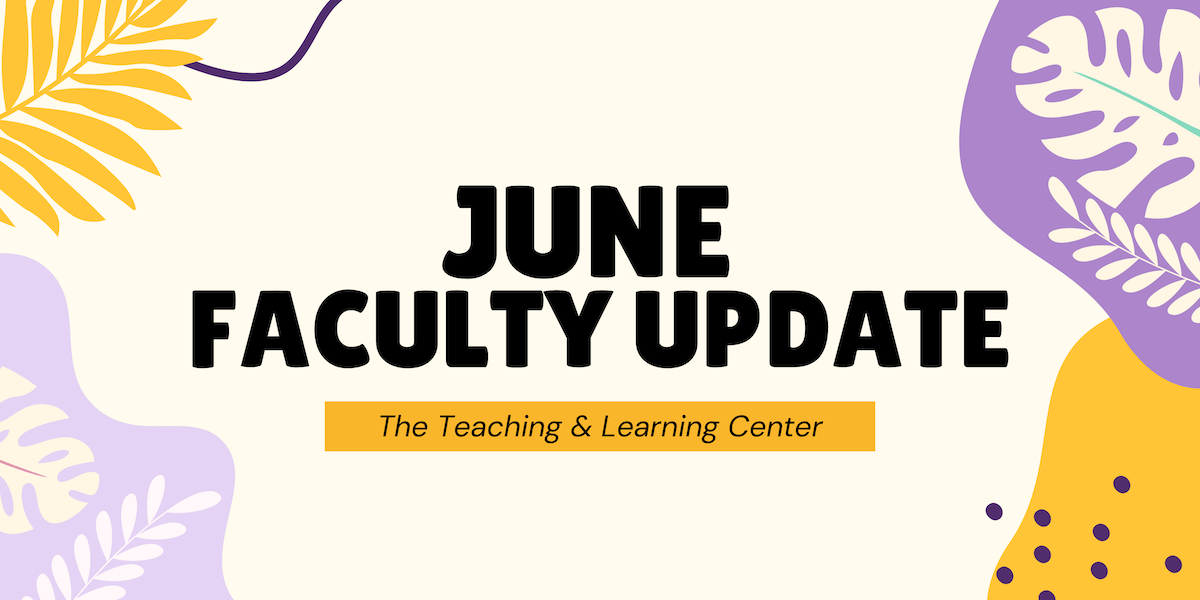 JUNE
FACULTY UPDATE
The Teaching & Learning Center